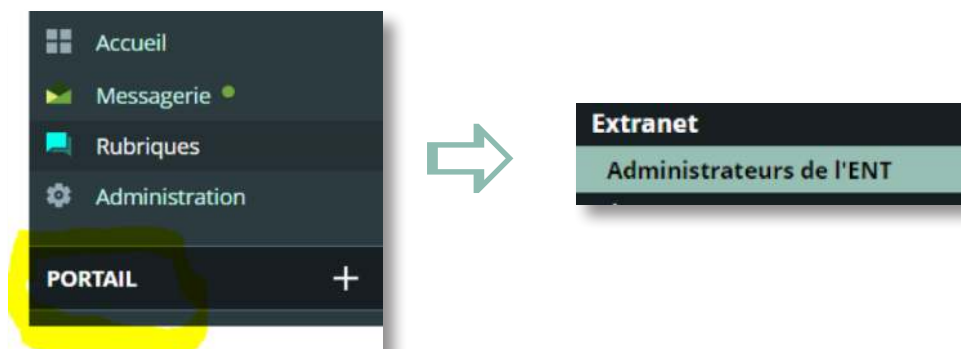 Accueil
Messagerie
Rubriques
Administration
PORTAIL +
Extranet
Administrateurs de l'ENT